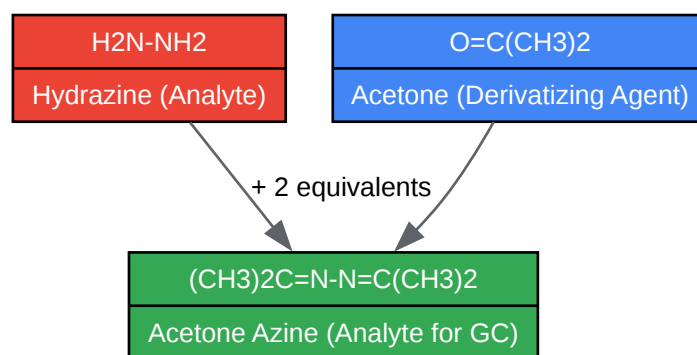 H2N-NH2
Hydrazine (Analyte)
O=C(CH3)2
Acetone (Derivatizing Agent)
+ 2 equivalents
(CH3)2C=N-N=C(CH3)2
Acetone Azine (Analyte for GC)